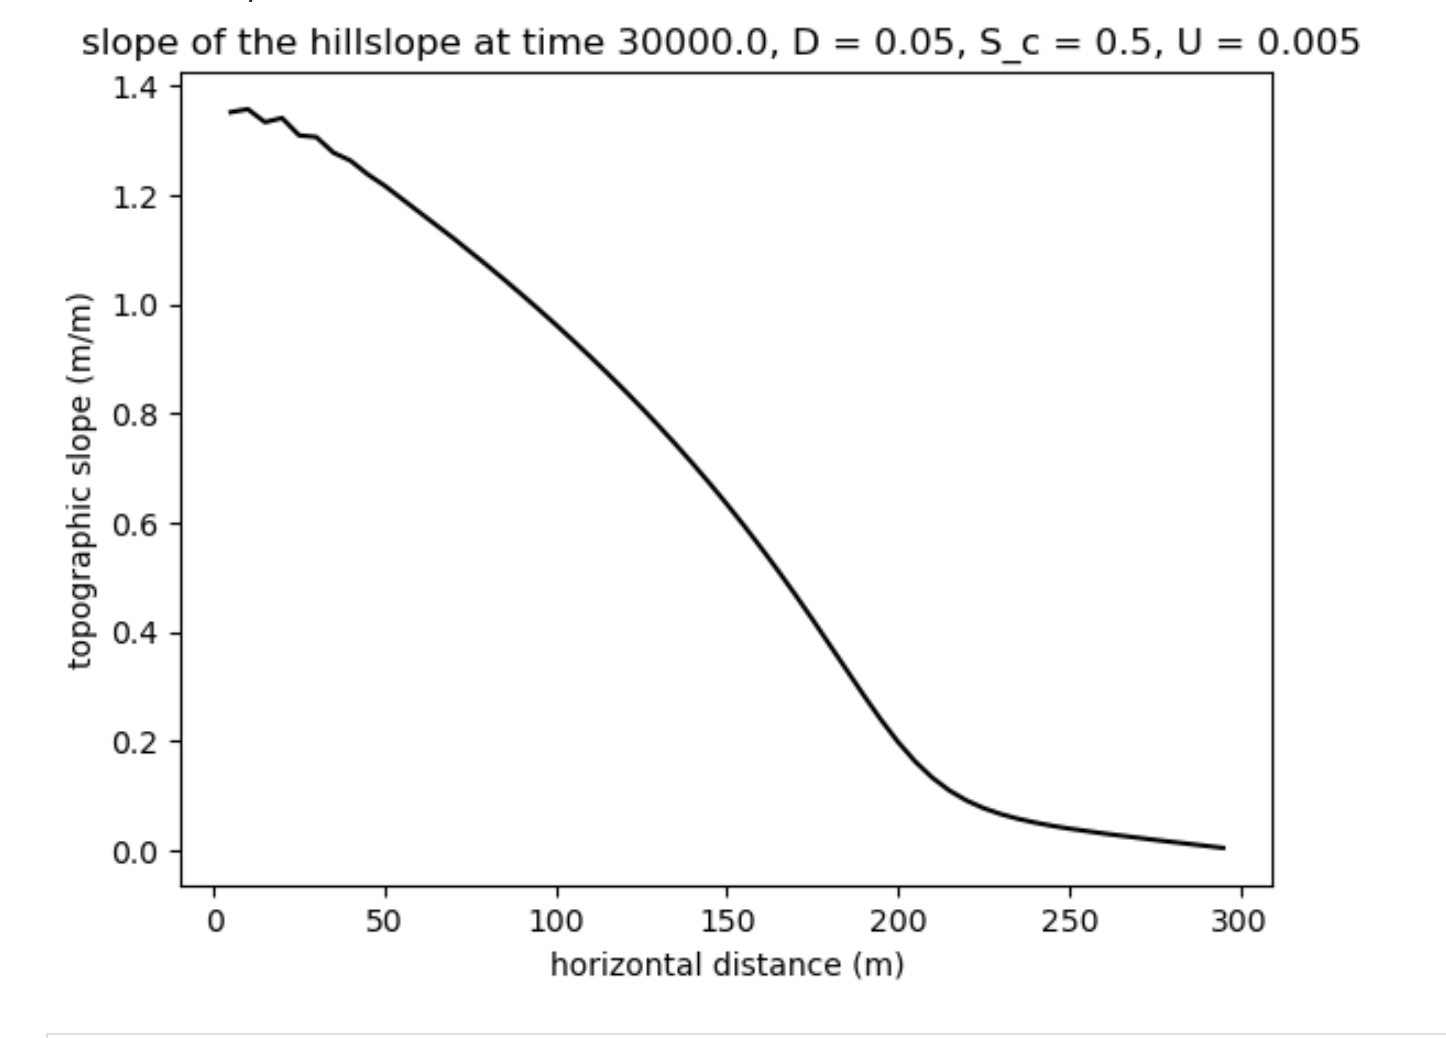 slope of the hillslope at time 30000.0, D = 0.05, S_c = 0.5, U = 0.005
1.4
1.2
1.0
0.8
0.6
0.4
0.2
0.0
topographic slope (m/m)
0 50 100 150 200 250 300
horizontal distance (m)